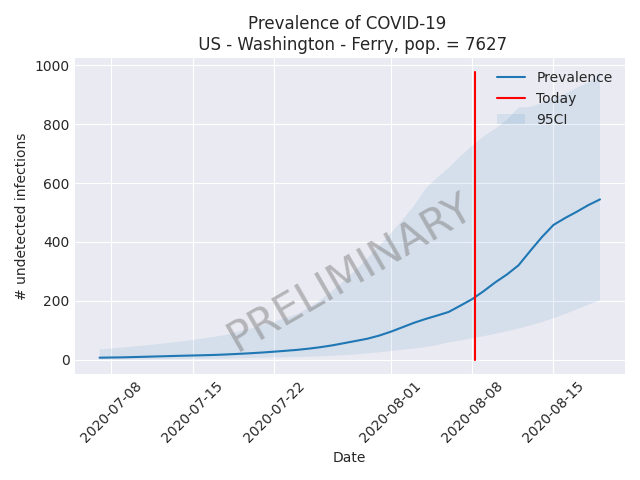 Prevalence of COVID-19
US - Washington - Ferry, pop. = 7627
1000
800
600
400
200
0
# undetected infections
Prevalence
Today
95CI
PRELIMINARY
2020-07-08
2020-07-15
2020-07-22
2020-08-01
2020-08-08
2020-08-15
Date